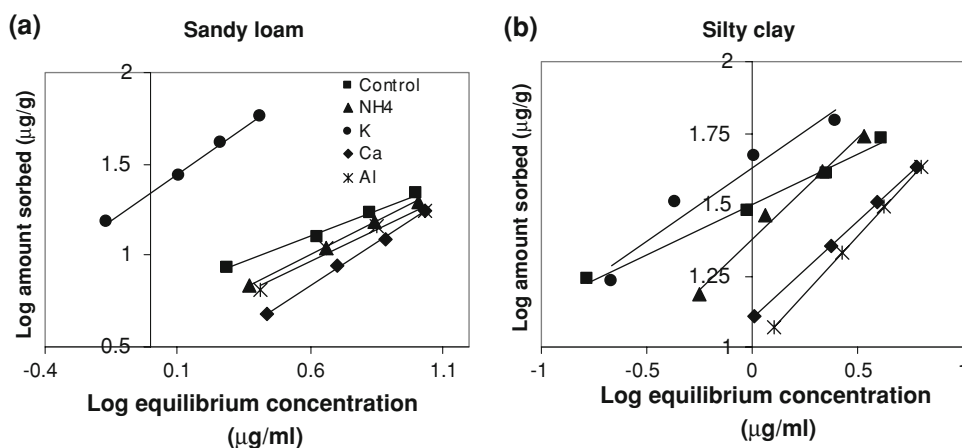 (a)
Sandy loam
Log amount sorbed (µg/g)
2
1.5
1
0.5
-0.4
0.1
0.6
1.1
Control
NH4
K
Ca
Al
Log equilibrium concentration
(µg/ml)
(b)
Silty clay
Log amount sorbed (µg/g)
2
1.75
1.5
1.25
1
-1
-0.5
0
0.5
1
Log equilibrium concentration
(µg/ml)